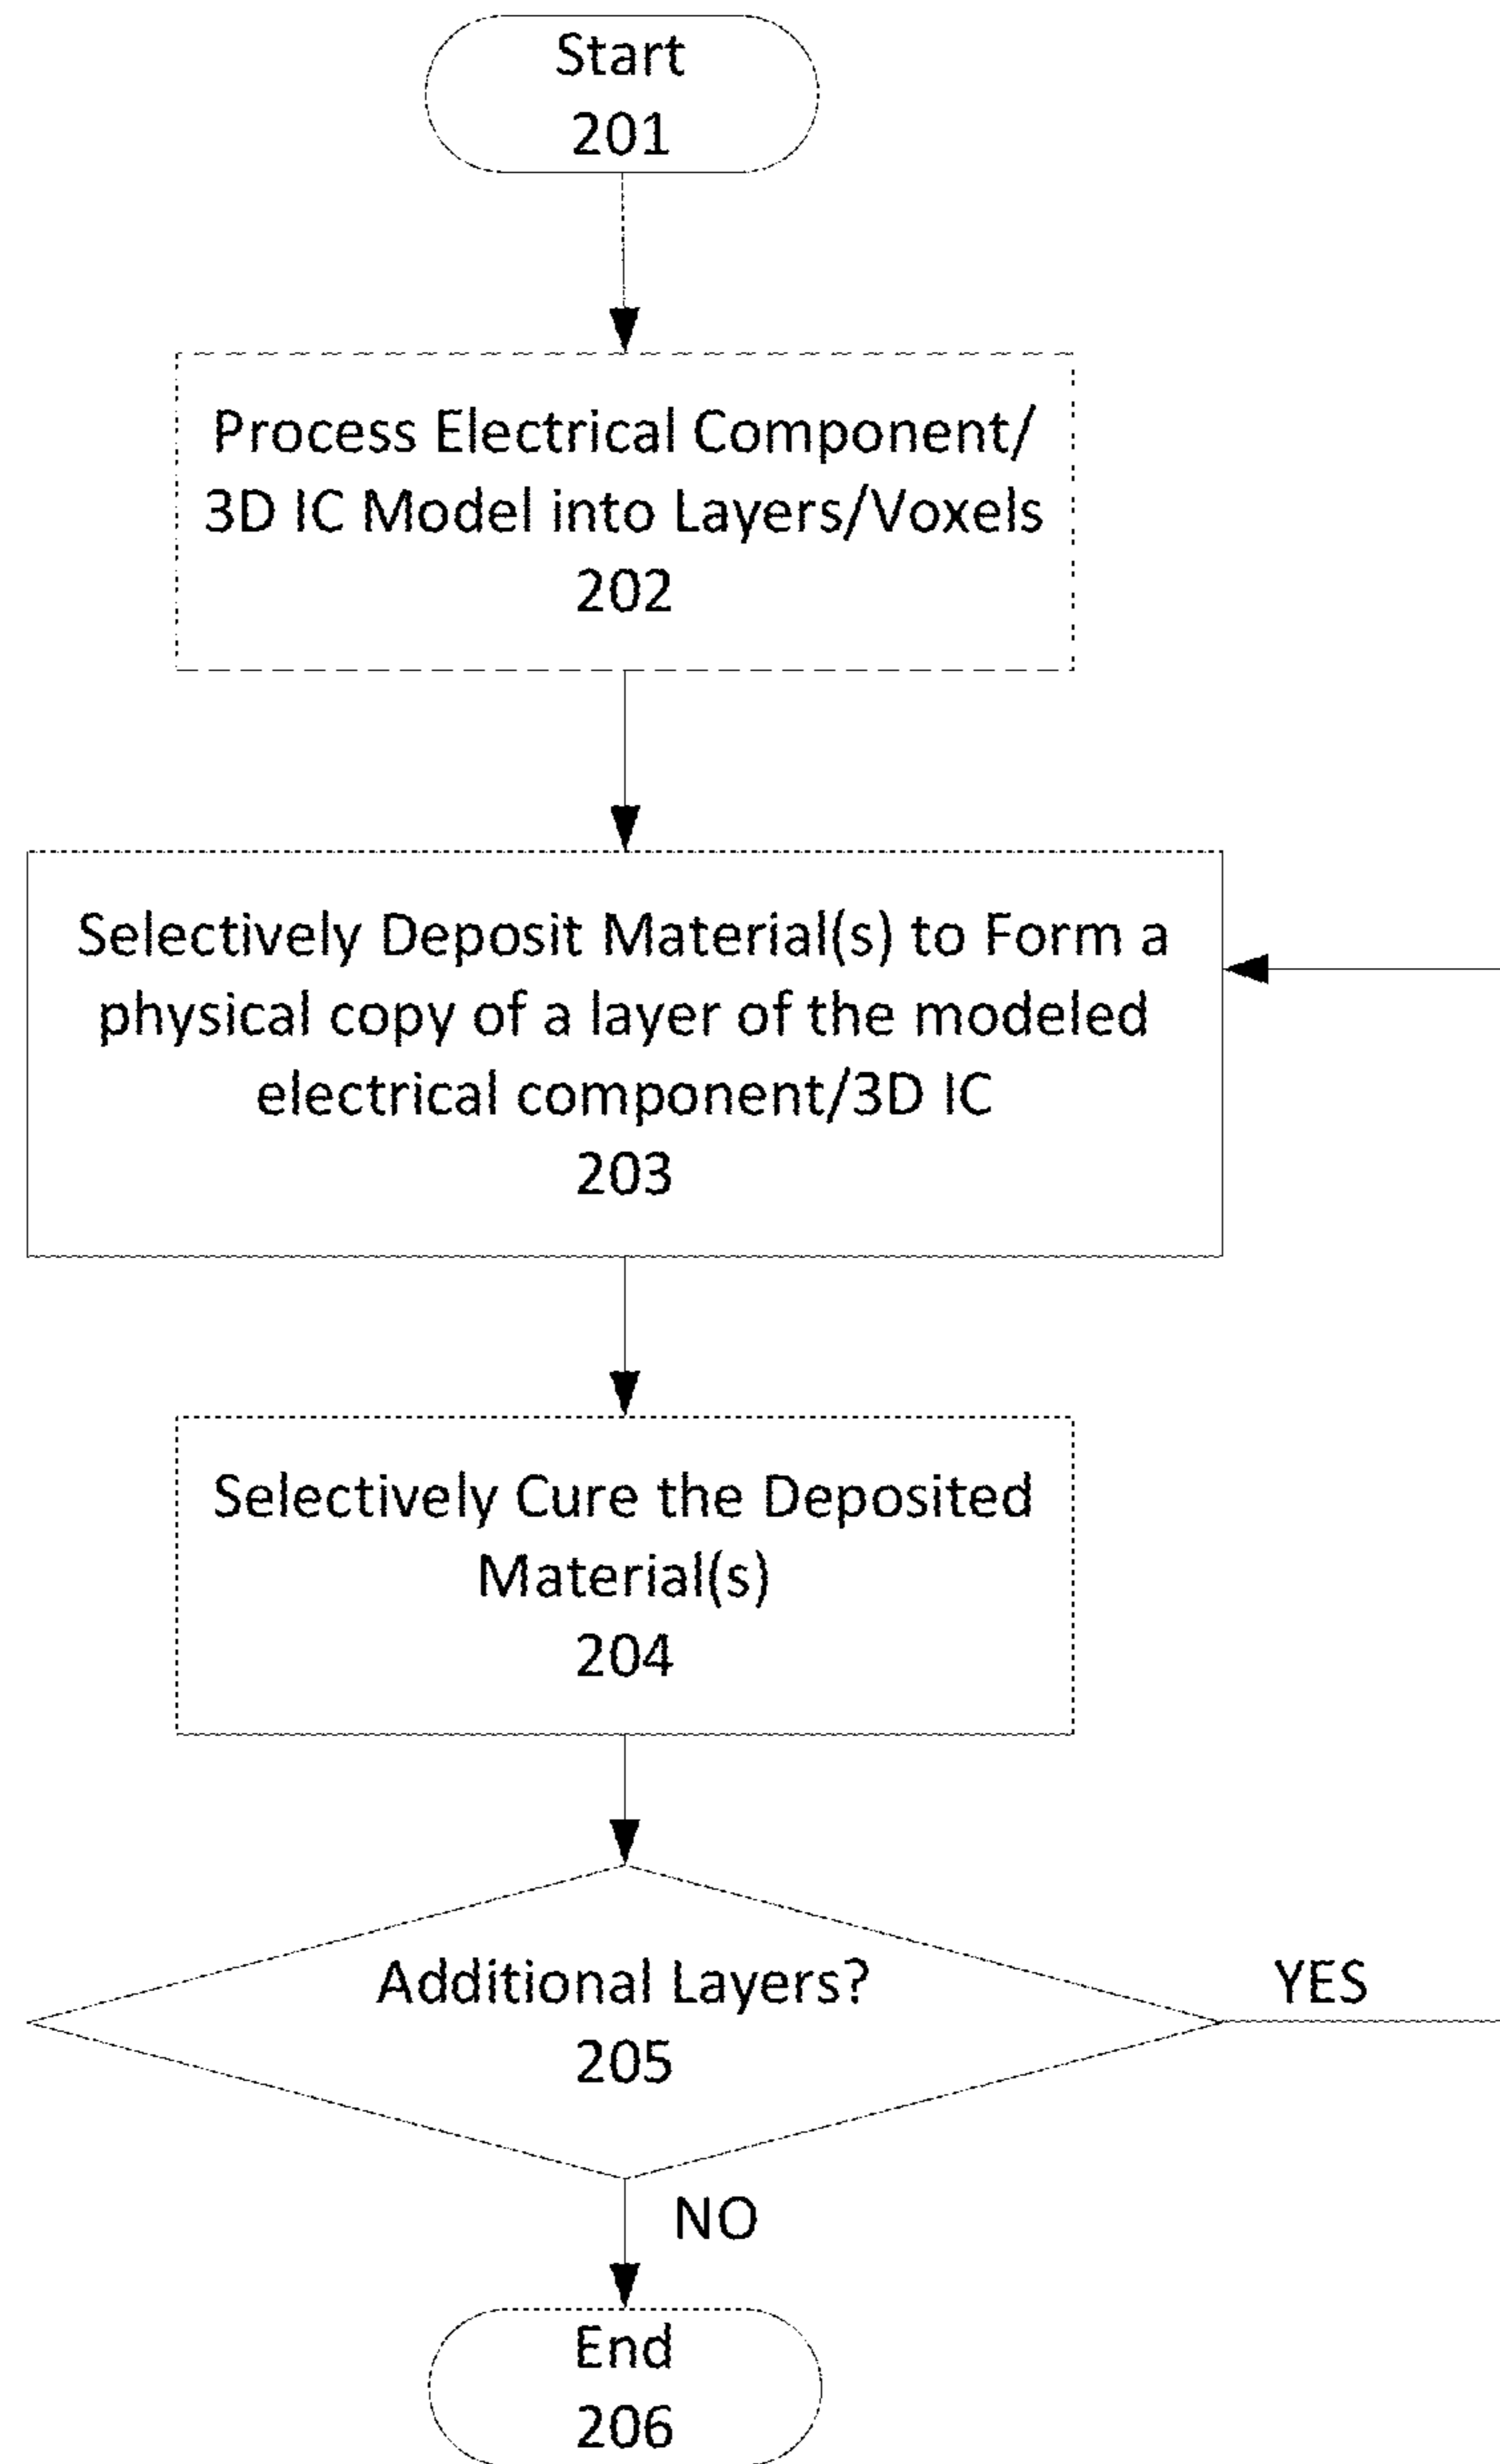 Start
201
Process Electrical Component/
3D IC Model into Layers/Voxels
202
Selectively Deposit Material(s) to Form a
physical copy of a layer of the modeled
electrical component/3D IC
203
Selectively Cure the Deposited
Material(s)
204
Additional Layers?
205
YES
NO
End
206